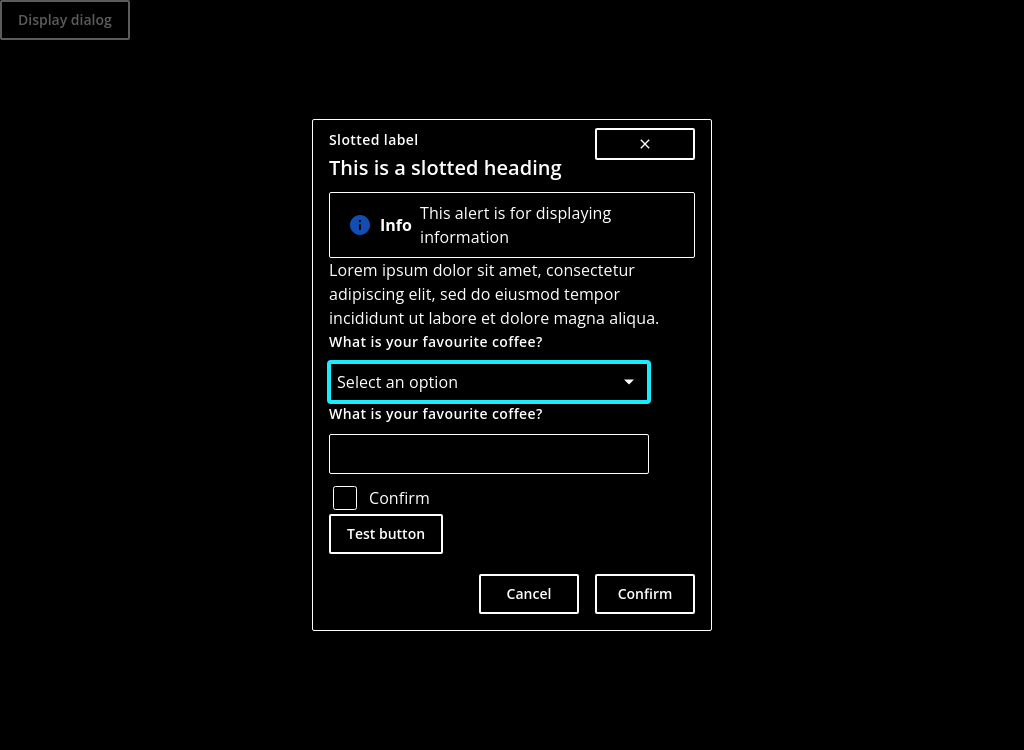 Display dialog
Slotted label
This is a slotted heading
×
Info This alert is for displaying
information
Lorem ipsum dolor sit amet, consectetur
adipiscing elit, sed do eiusmod tempor
incididunt ut labore et dolore magna aliqua.
What is your favourite coffee?
Select an option
What is your favourite coffee?
Confirm
Test button
Cancel Confirm